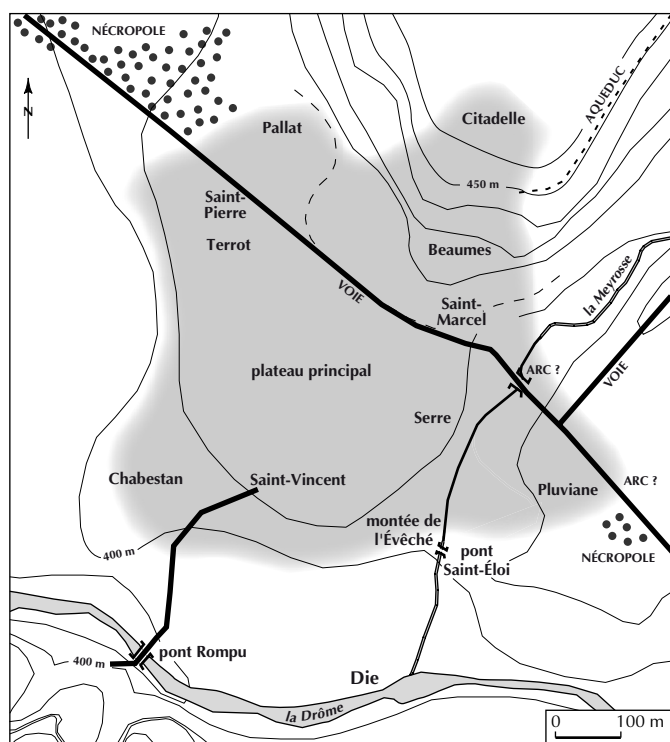 NÉCROPOLE
N
Pallat
Citadelle
AQUEDUC
450 m
Saint-
Pierre
Terrot
Beaumes
la Meyrosse
VOIE
Saint-
Marcel
ARC ?
plateau principal
VOIE
Serre
Chabestan
Saint-Vincent
Pluviane
ARC ?
montée de
l'Évêché
pont
Saint-Éloi
NÉCROPOLE
400 m
400 m
pont Rompu
Die
la Drôme
0
100 m